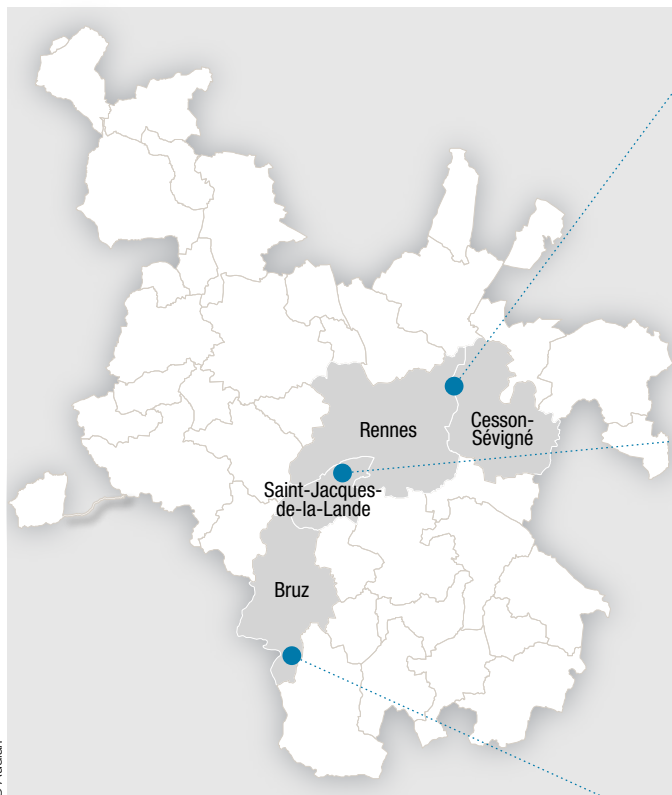 Rennes
Cesson-
Sévigné
Saint-Jacques-
de-la-Lande
Bruz